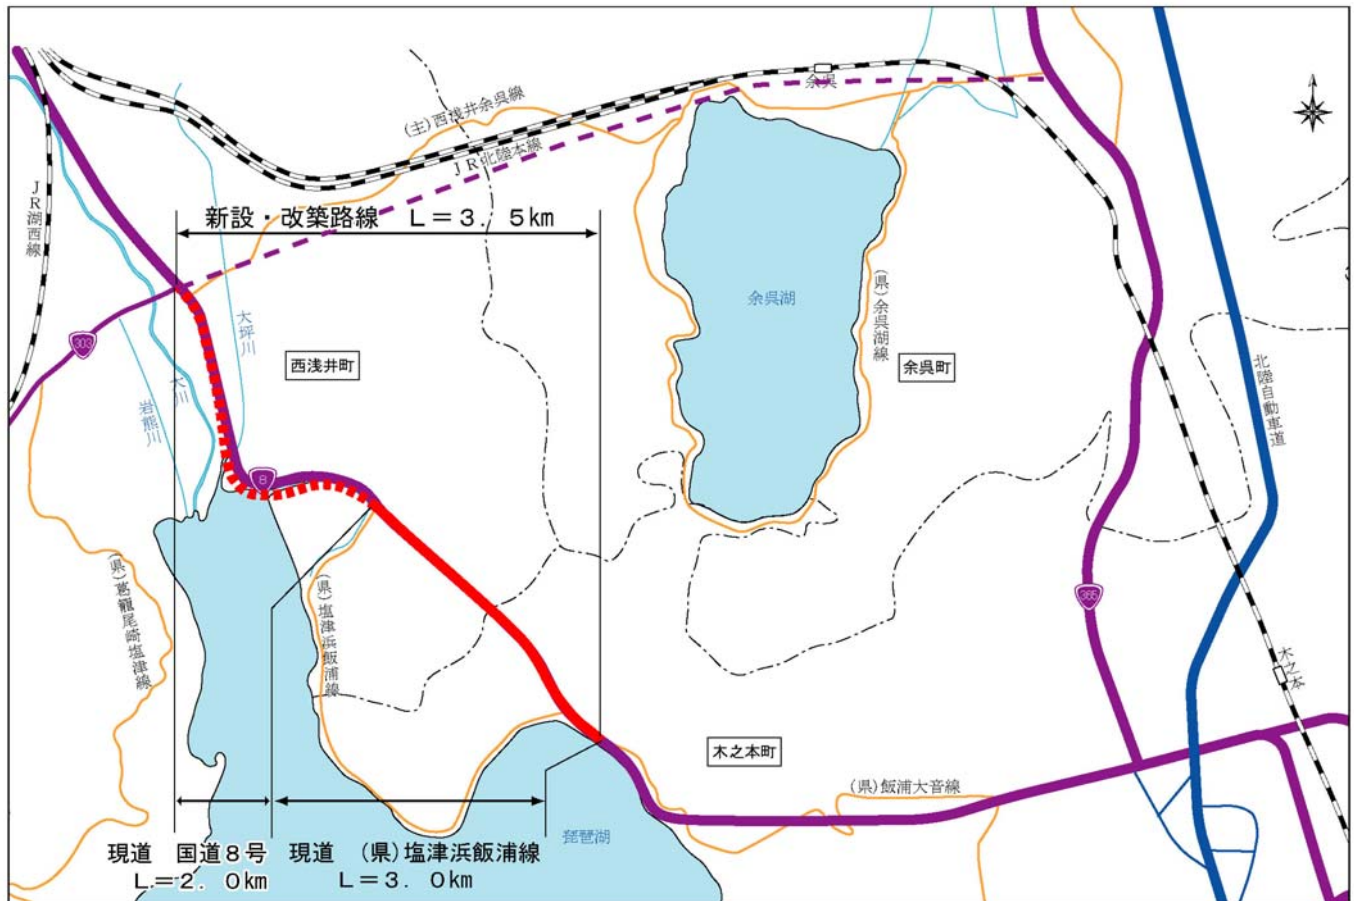 余呉
(主)西浅井余呉線
JR北陸本線
JR湖西線
新設・改築路線 L=3.5km
余呉湖
(県)余呉湖線
大坪川
303
西浅井町
余呉町
大川
岩熊川
北陸自動車道
8
(県)葛籠尾崎塩津線
(県)塩津浜飯浦線
365
木之本
木之本町
(県)飯浦大音線
琵琶湖
現道 国道8号
L=2.0km
現道 (県)塩津浜飯浦線
L=3.0km